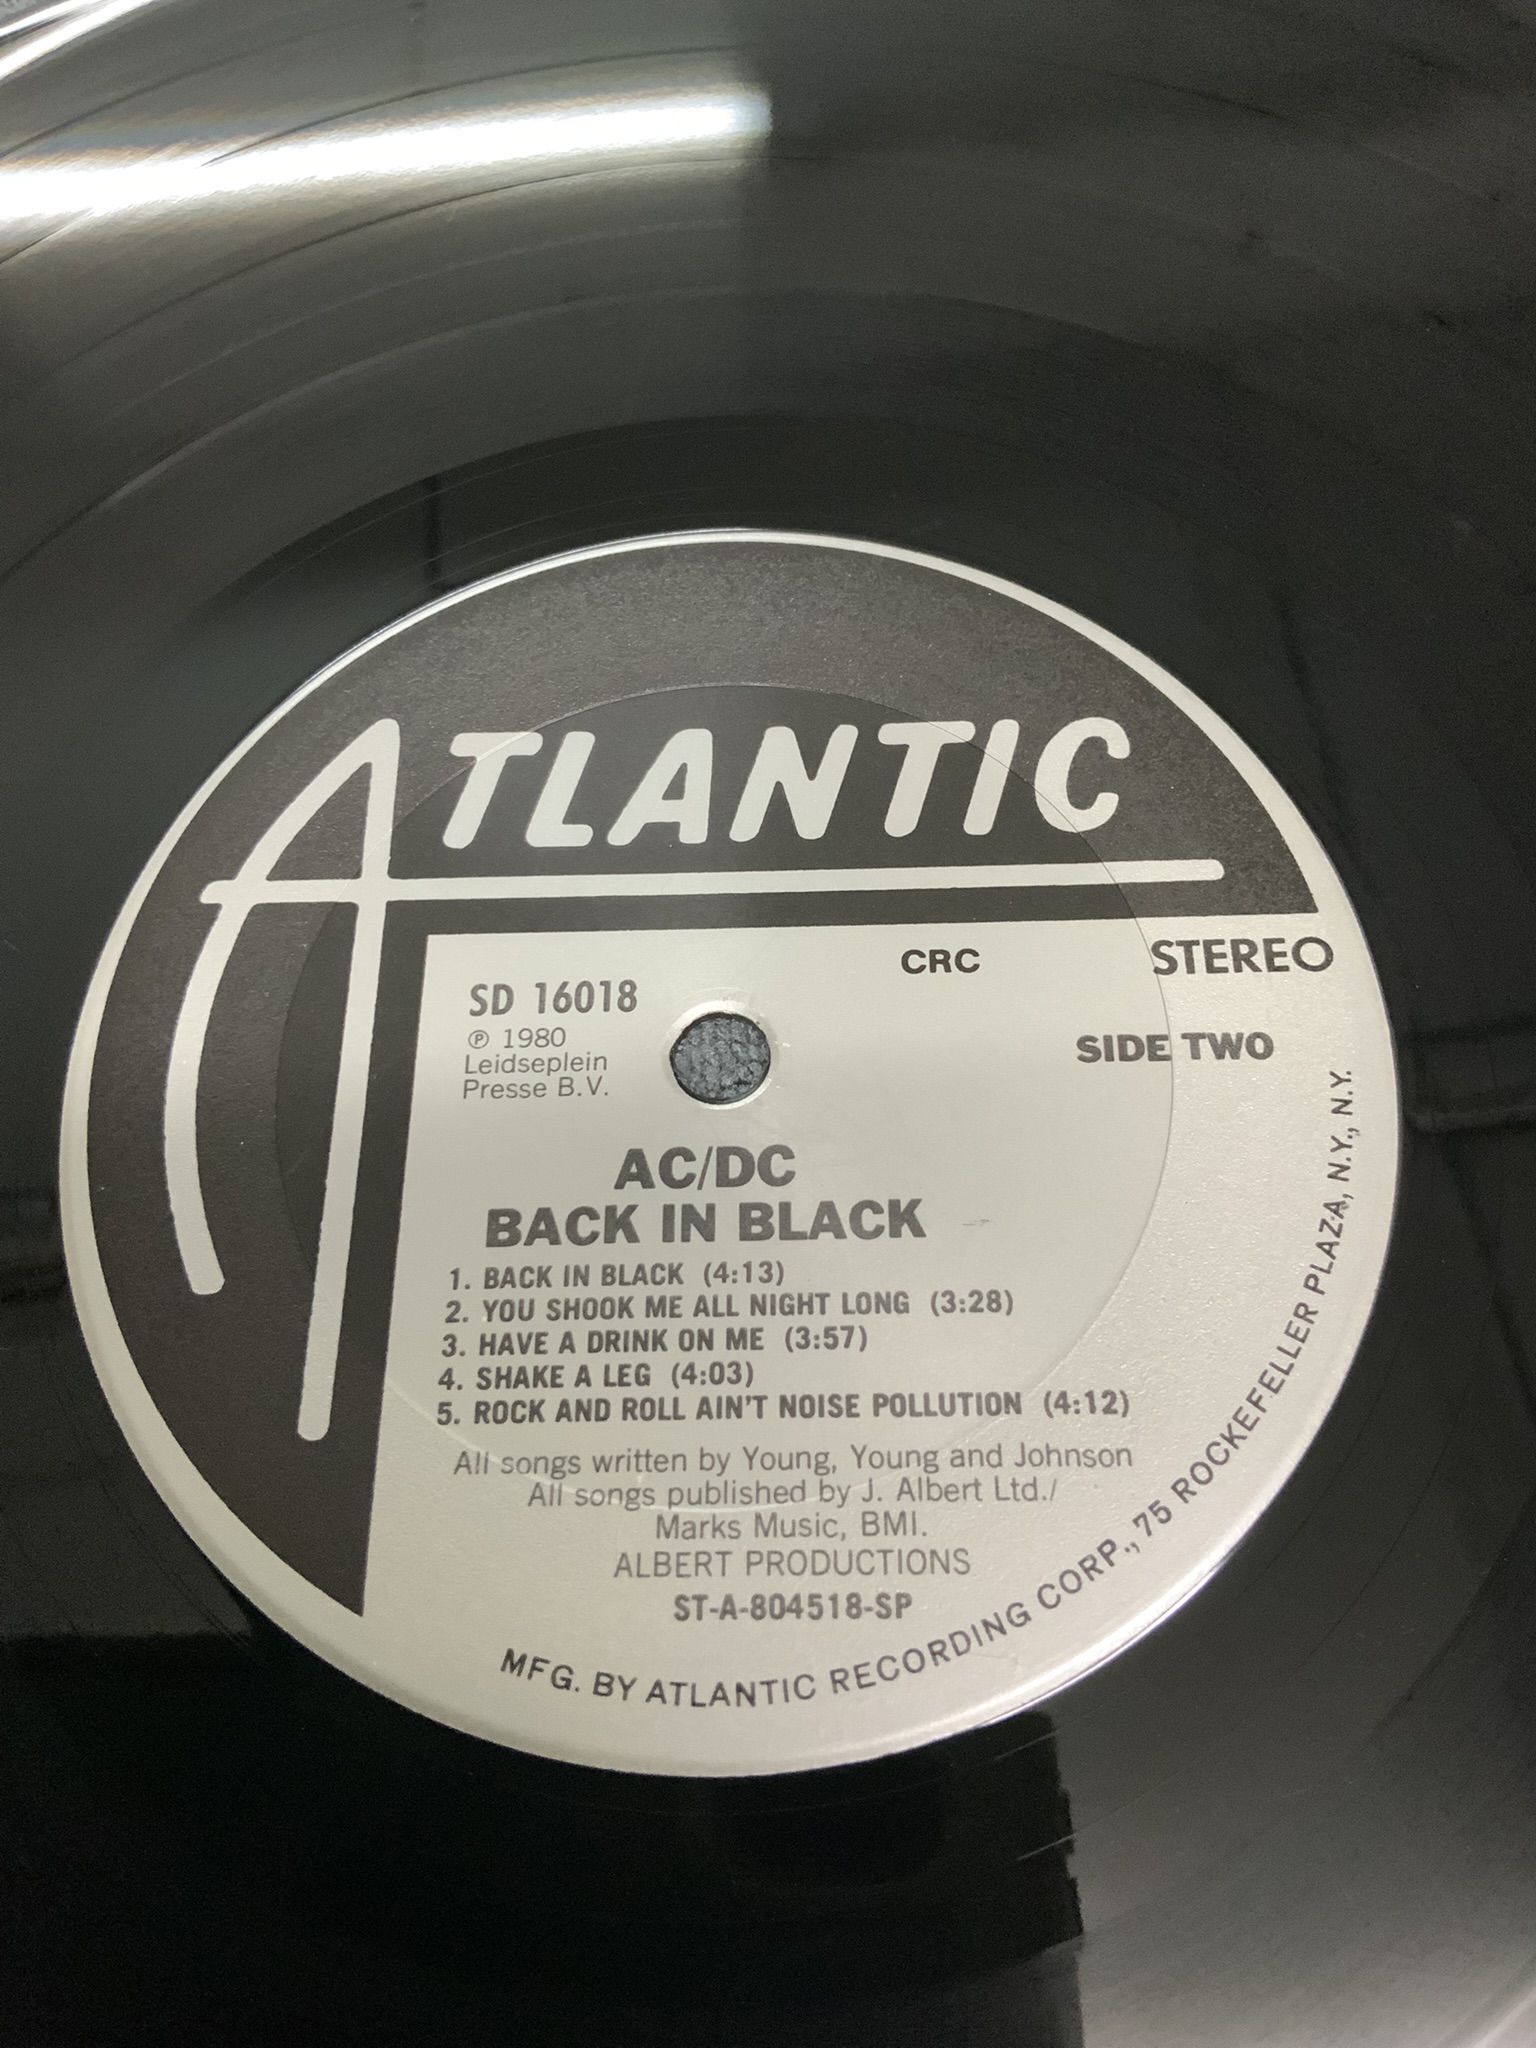 ATLANTIC
CRC
STEREO
SD 16018
℗ 1980
Leidseplein
Presse B.V.
SIDE TWO
AC/DC
BACK IN BLACK
1. BACK IN BLACK (4:13)
2. YOU SHOOK ME ALL NIGHT LONG (3:28)
3. HAVE A DRINK ON ME (3:57)
4. SHAKE A LEG (4:03)
5. ROCK AND ROLL AIN'T NOISE POLLUTION (4:12)
All songs written by Young, Young and Johnson
All songs published by J. Albert Ltd./
Marks Music, BMI.
ALBERT PRODUCTIONS
ST-A-804518-SP
MFG. BY ATLANTIC RECORDING CORP., 75 ROCKEFELLER PLAZA, N.Y., N.Y.